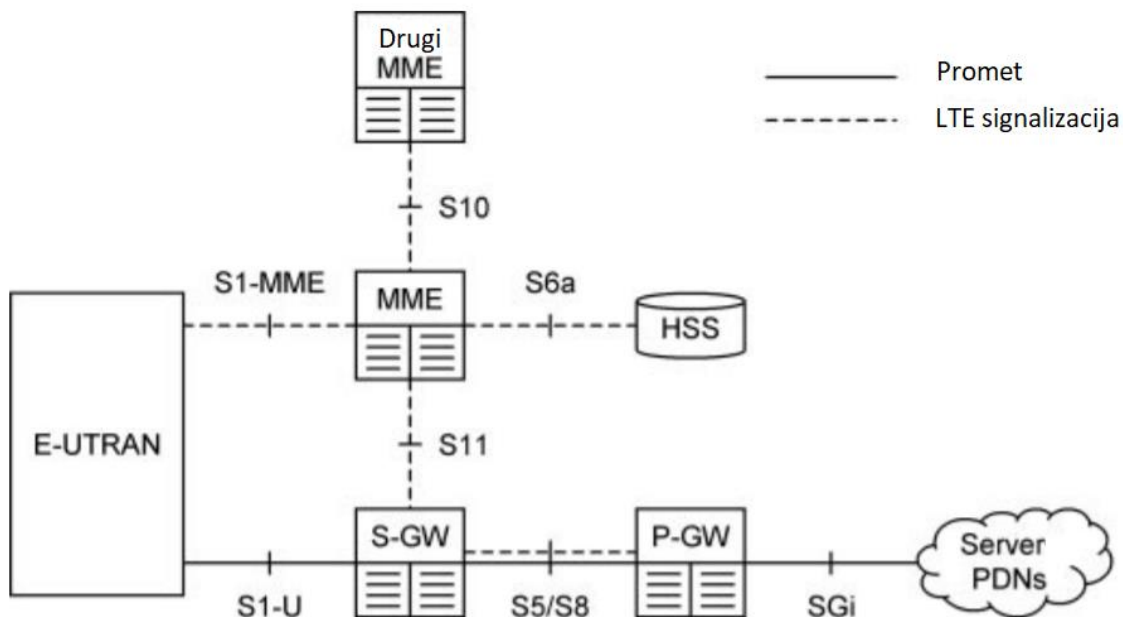 Drugi
MME
Promet
LTE signalizacija
S10
S1-MME
MME
S6a
HSS
E-UTRAN
S11
S-GW
P-GW
Server
PDNs
S1-U
S5/S8
SGi